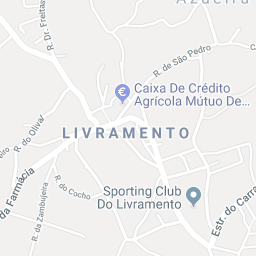 Azueira
R. Dr. Freitas
R. de São Pedro
Caixa De Crédito
Agrícola Mútuo De...
R. do Olival
LIVRAMENTO
R. do Cocho
Sporting Club
Do Livramento
da Farmácia
R. da Zambujeira
Estr. do Carra